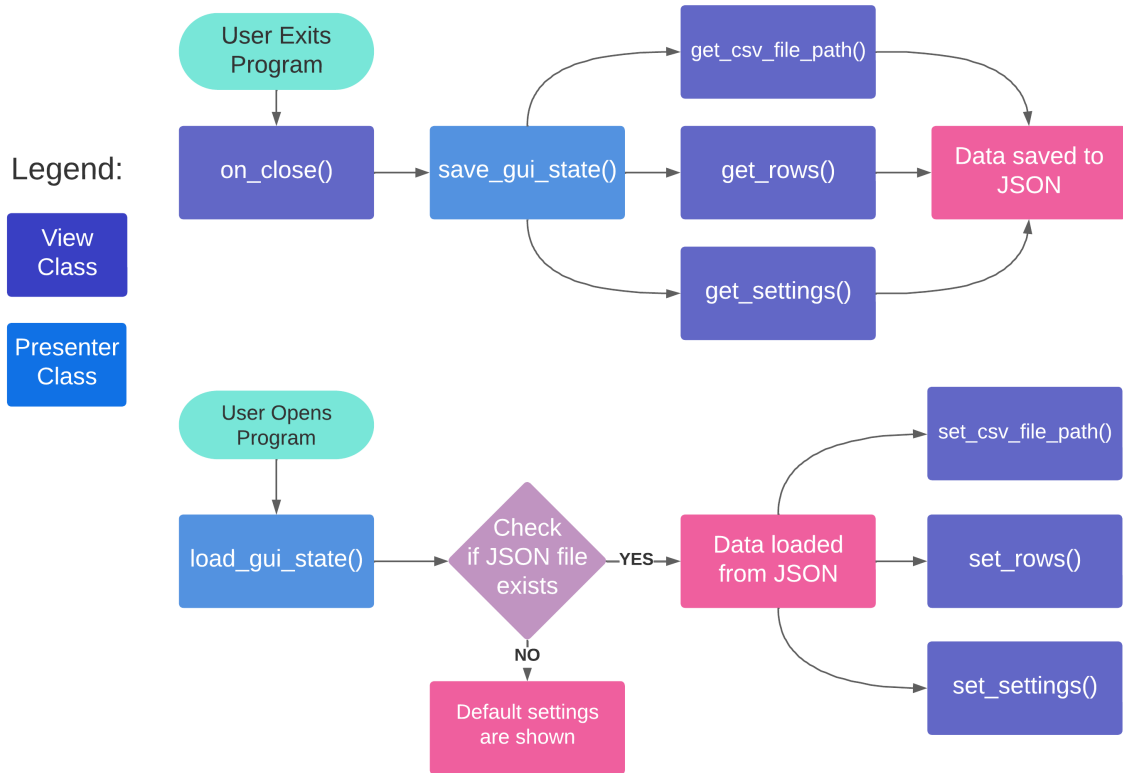 User Exits
Program
get_csv_file_path()
Legend:
on_close()
save_gui_state()
get_rows()
Data saved to
JSON
View
Class
get_settings()
Presenter
Class
User Opens
Program
set_csv_file_path()
load_gui_state()
Check
if JSON file
exists
YES
Data loaded
from JSON
set_rows()
NO
Default settings
are shown
set_settings()